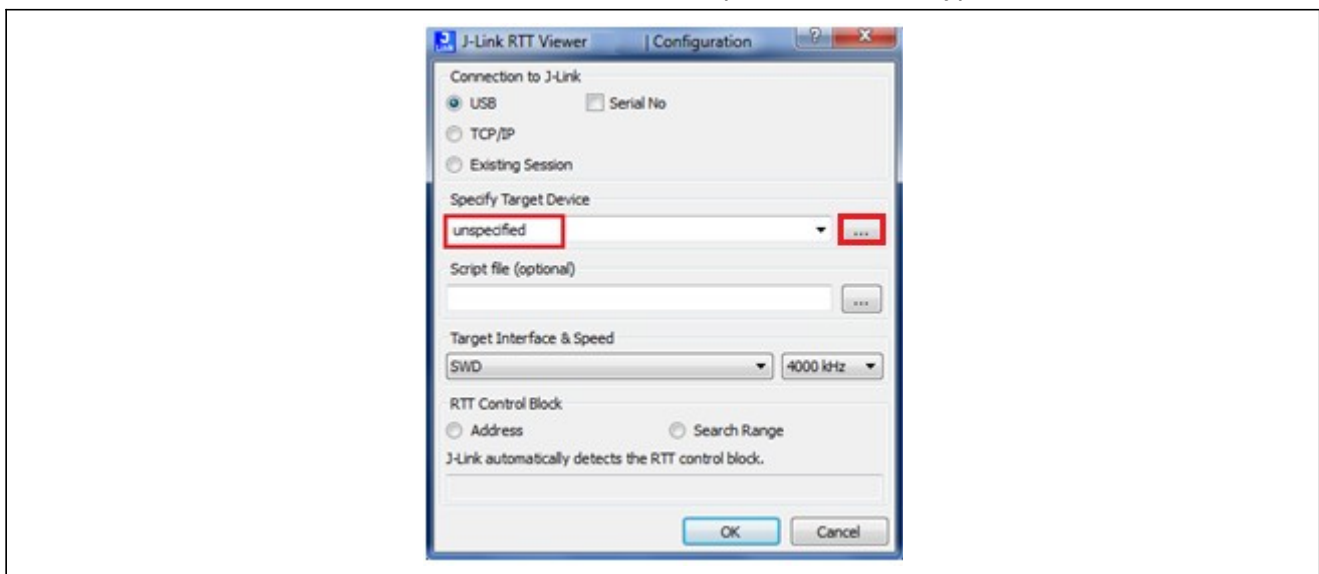 J-Link RTT Viewer | Configuration
Connection to J-Link
USB Serial No
TCP/IP
Existing Session
Specify Target Device
unspecified ...
Script file (optional)
...
Target Interface & Speed
SWD 4000 kHz
RTT Control Block
Address Search Range
J-Link automatically detects the RTT control block.
OK Cancel